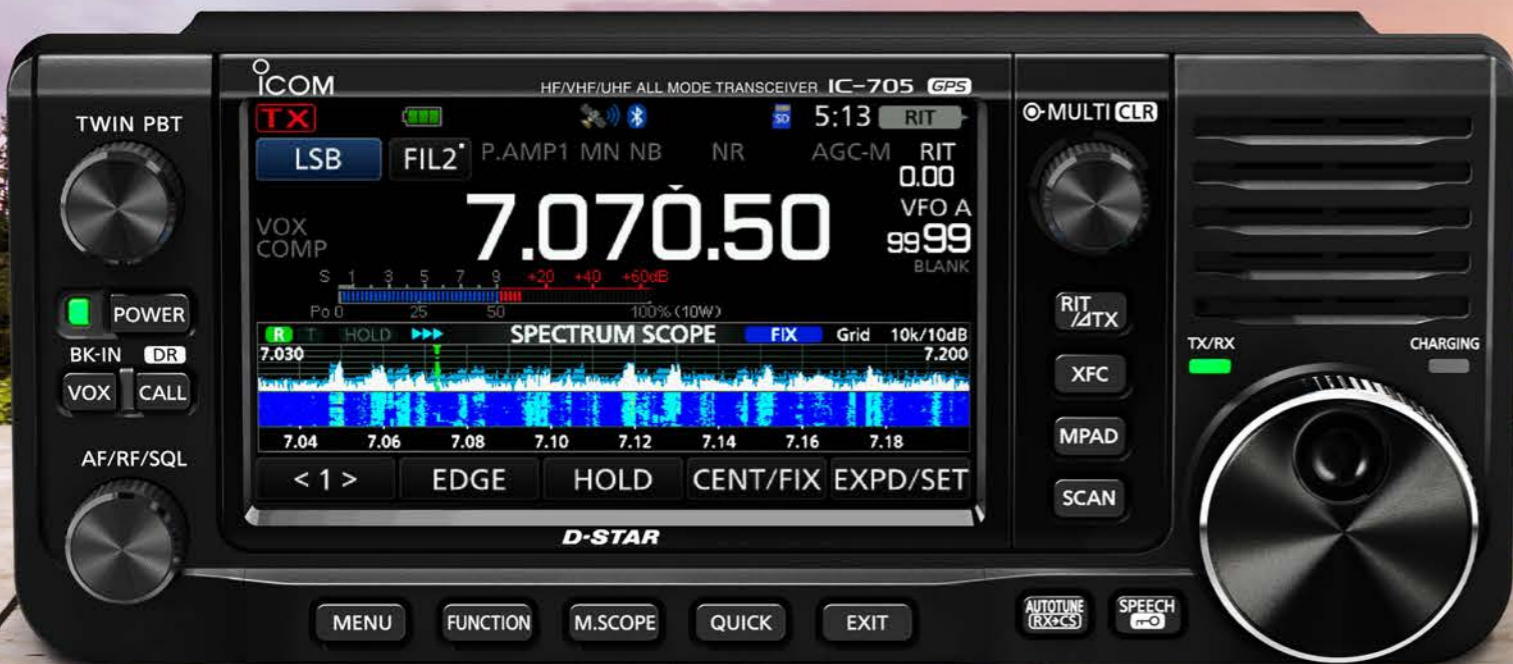 ICOM
HF/VHF/UHF ALL MODE TRANSCEIVER IC-705 GPS
TWIN PBT
POWER
BK-IN DR
VOX CALL
AF/RF/SQL
TX SD 5:13 RIT
LSB FIL2 P.AMP1 MN NB NR AGC-M RIT
0.00
7.070.50
VFO A
VOX
COMP
99 99
BLANK
S 1 3 5 7 9 +20 +40 +60dB
Po 0 25 50 100% (10W)
R T HOLD SPECTRUM SCOPE FIX Grid 10k/10dB
7.030 7.200
7.04 7.06 7.08 7.10 7.12 7.14 7.16 7.18
< 1 > EDGE HOLD CENT/FIX EXPD/SET
D-STAR
MENU FUNCTION M.SCOPE QUICK EXIT
MULTI CLR
RIT
/⊿TX
XFC
MPAD
SCAN
TX/RX CHARGING
AUTOTUNE
RX→CS
SPEECH